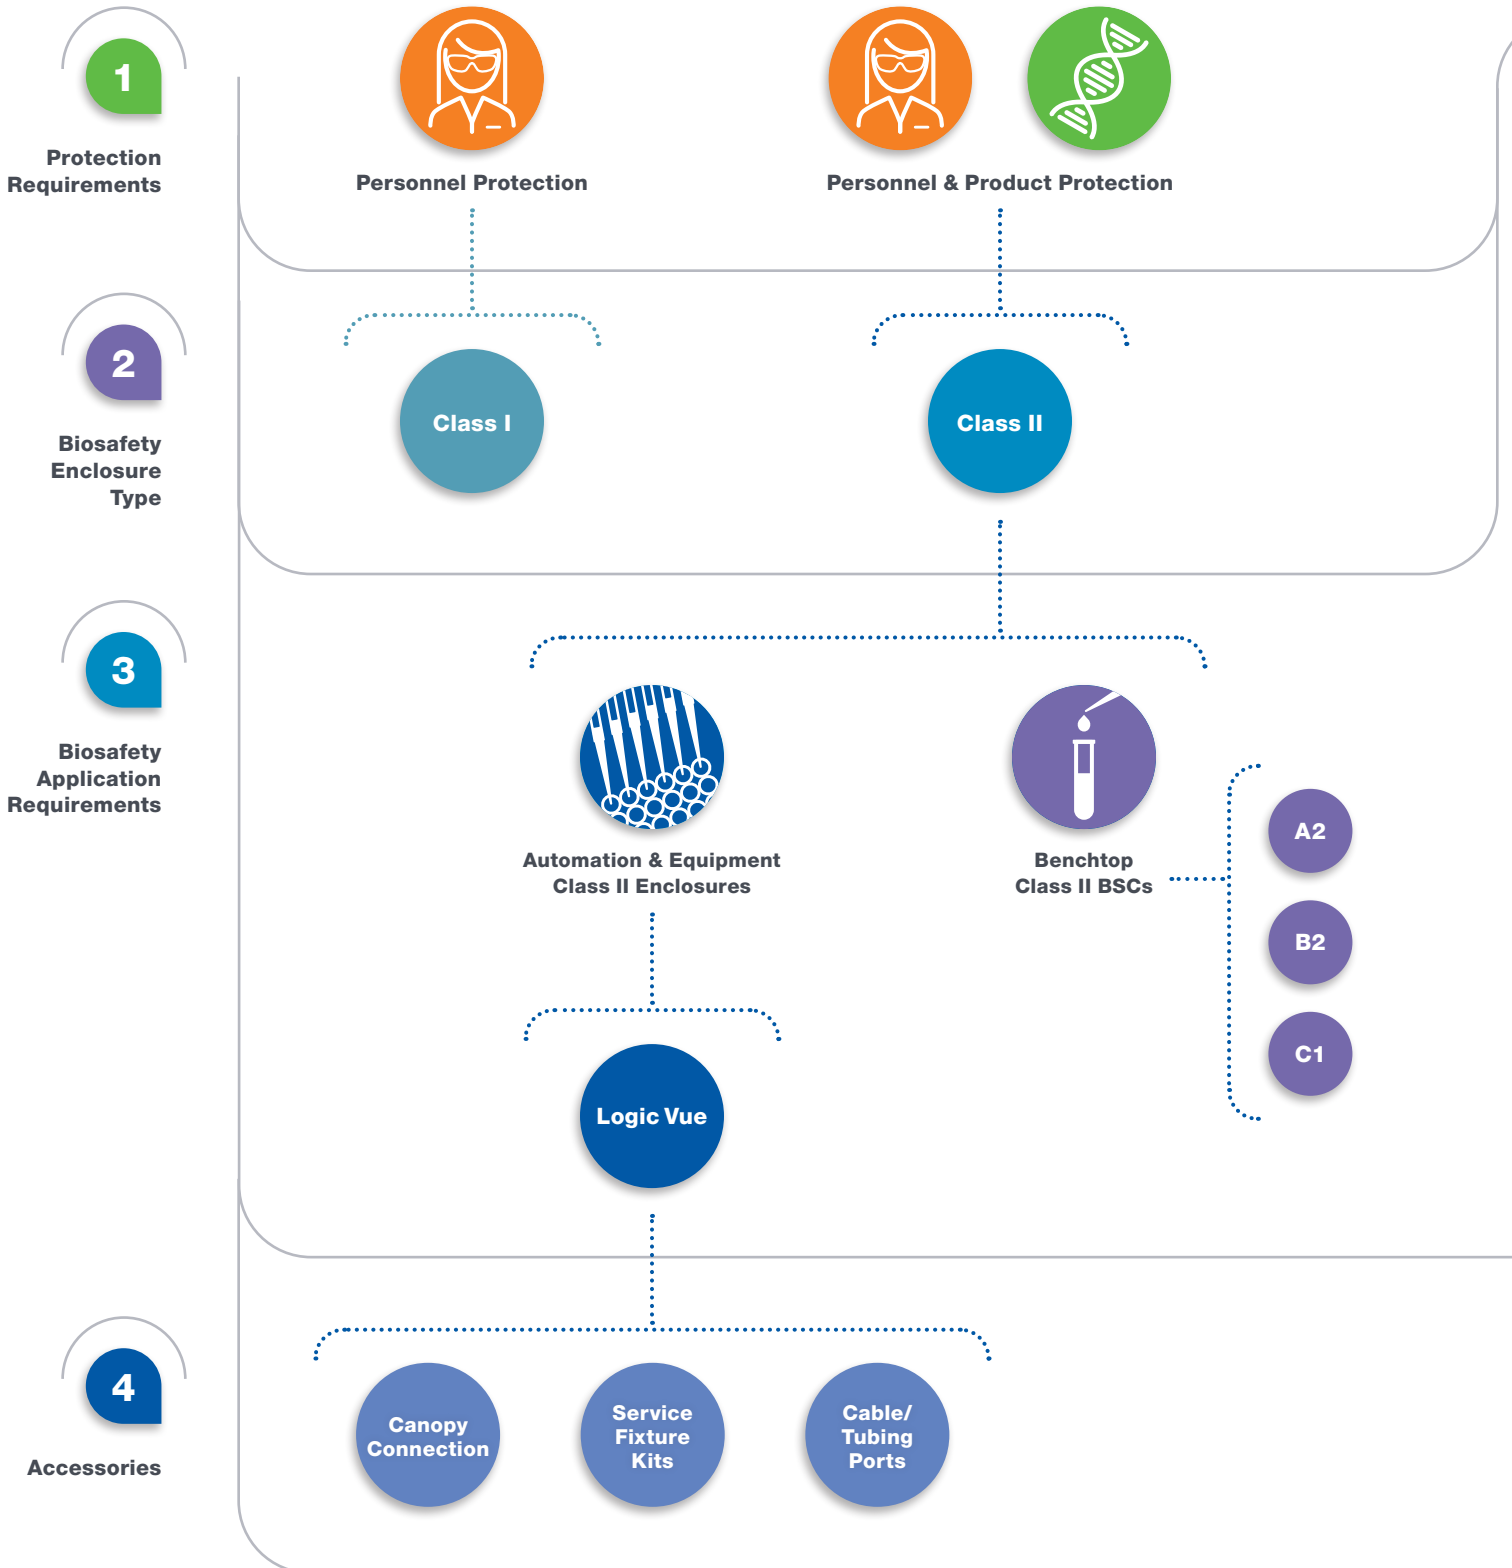 1
Protection
Requirements
Personnel Protection
Personnel & Product Protection
2
Biosafety
Enclosure
Type
Class I
Class II
3
Biosafety
Application
Requirements
Automation & Equipment
Class II Enclosures
Benchtop
Class II BSCs
A2
B2
C1
Logic Vue
4
Accessories
Canopy
Connection
Service
Fixture
Kits
Cable/
Tubing
Ports